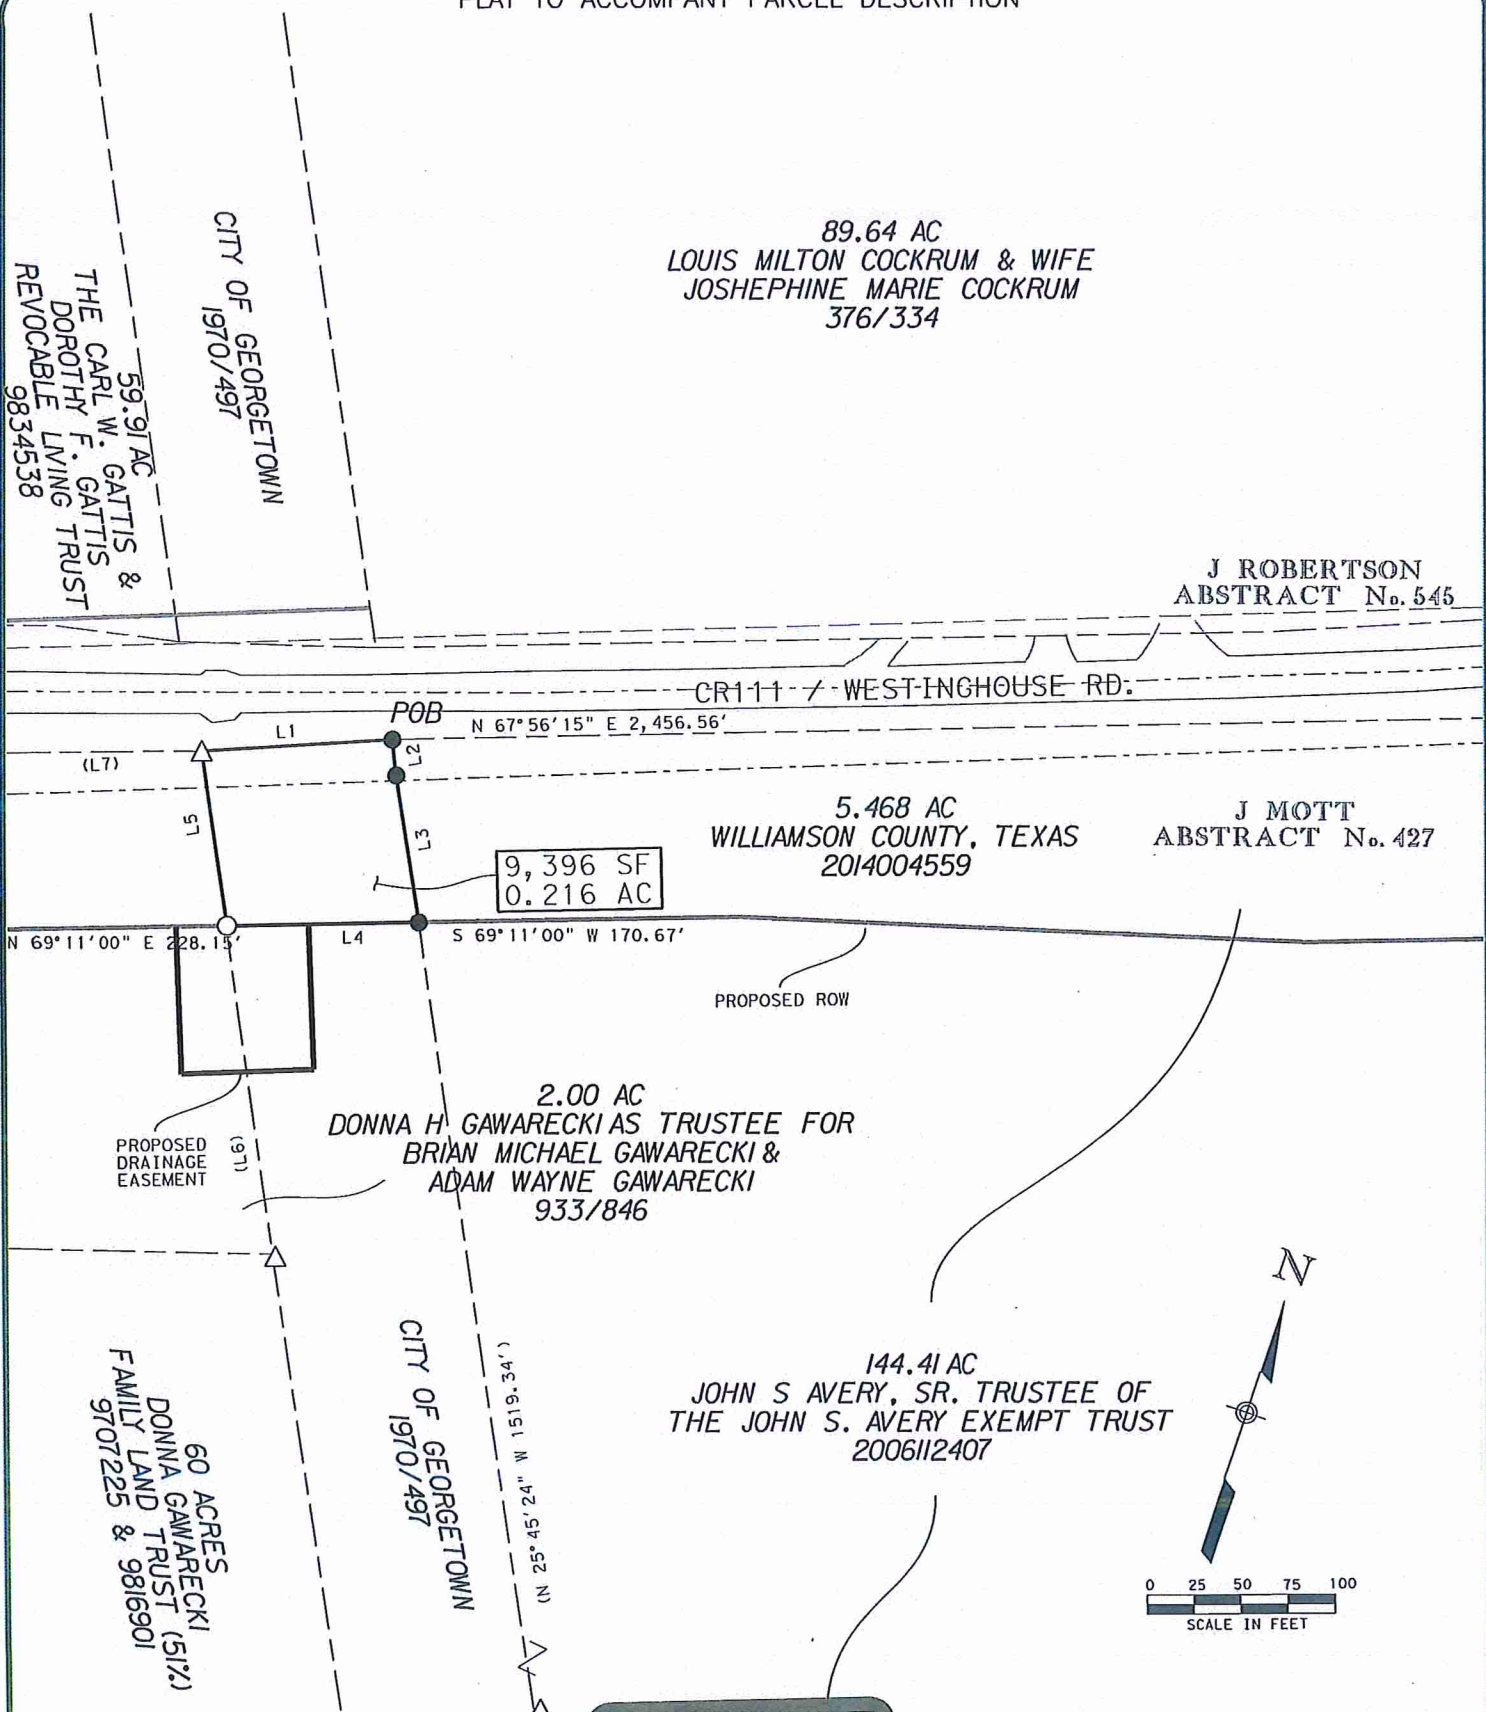 PLAT TO ACCOMPANY PARCEL DESCRIPTION
89.64 AC
LOUIS MILTON COCKRUM & WIFE
JOSHEPHINE MARIE COCKRUM
376/334
CITY OF GEORGETOWN
1970/497
59.91 AC
THE CARL W. GATTIS &
DOROTHY F. GATTIS
REVOCABLE LIVING TRUST
9834538
J ROBERTSON
ABSTRACT No. 545
CR111 / WESTINGHOUSE RD.
POB
N 67°56'15" E 2,456.56'
L1
L2
(L7)
L5
L3
9,396 SF
0.216 AC
5.468 AC
WILLIAMSON COUNTY, TEXAS
2014004559
J MOTT
ABSTRACT No. 427
N 69°11'00" E 228.15'
L4
S 69°11'00" W 170.67'
PROPOSED ROW
PROPOSED
DRAINAGE
EASEMENT
(L6)
2.00 AC
DONNA H GAWARECKI AS TRUSTEE FOR
BRIAN MICHAEL GAWARECKI &
ADAM WAYNE GAWARECKI
933/846
N
144.41 AC
JOHN S AVERY, SR. TRUSTEE OF
THE JOHN S. AVERY EXEMPT TRUST
2006112407
CITY OF GEORGETOWN
1970/497
(N 25°45'24" W 1519.34')
60 ACRES
DONNA GAWARECKI
FAMILY LAND TRUST (51%)
9707225 & 9816901
0 25 50 75 100
SCALE IN FEET